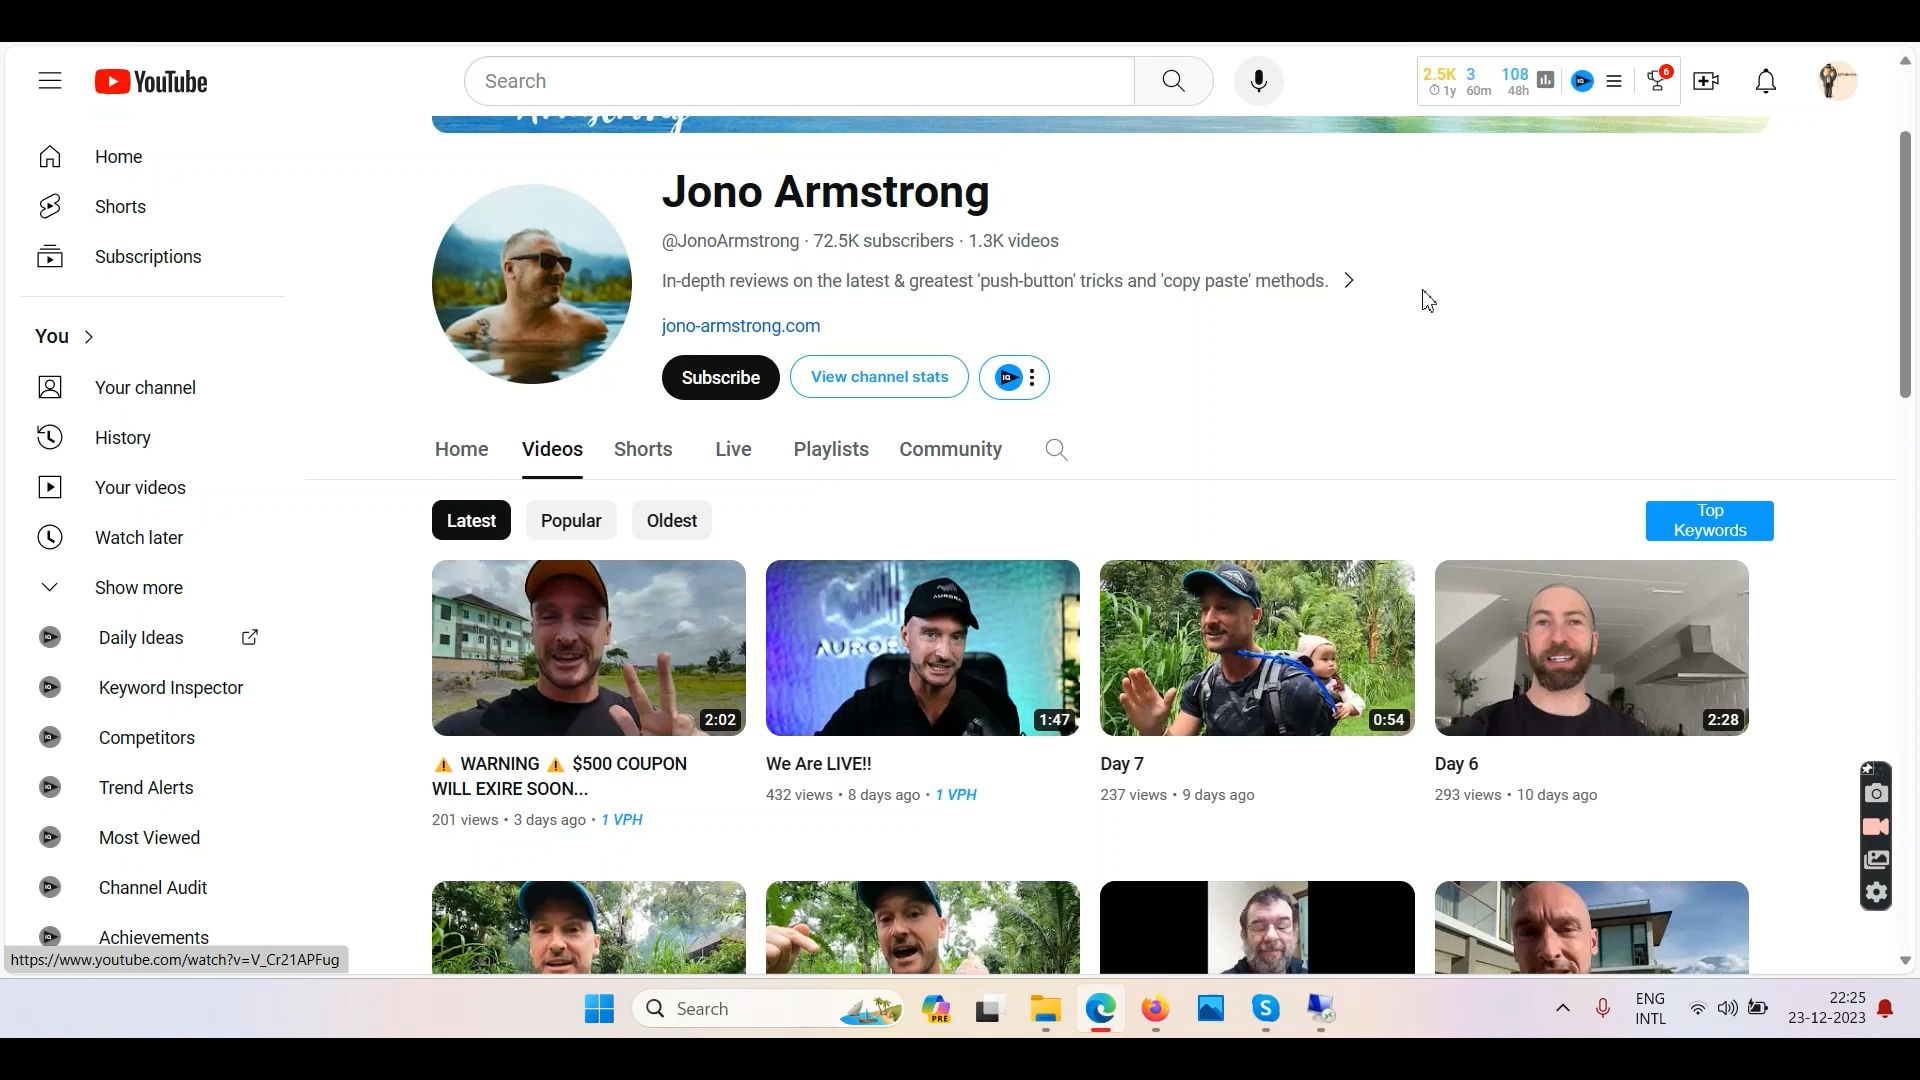 YouTube
Search
2.5K 3 108
1y 60m 48h
6
Armstrong
Home
Shorts
Subscriptions
You
Your channel
History
Your videos
Watch later
Show more
Daily Ideas
Keyword Inspector
Competitors
Trend Alerts
Most Viewed
Channel Audit
Achievements
Jono Armstrong
@JonoArmstrong · 72.5K subscribers · 1.3K videos
In-depth reviews on the latest & greatest 'push-button' tricks and 'copy paste' methods.
jono-armstrong.com
Subscribe View channel stats
Home Videos Shorts Live Playlists Community
Latest Popular Oldest
Top
Keywords
AURORA
2:02 1:47 0:54 2:28
⚠ WARNING ⚠ $500 COUPON
WILL EXIRE SOON...
201 views • 3 days ago • 1 VPH
We Are LIVE!!
432 views • 8 days ago • 1 VPH
Day 7
237 views • 9 days ago
Day 6
293 views • 10 days ago
https://www.youtube.com/watch?v=V_Cr21APFug
Search
PRE
ENG
INTL
22:25
23-12-2023